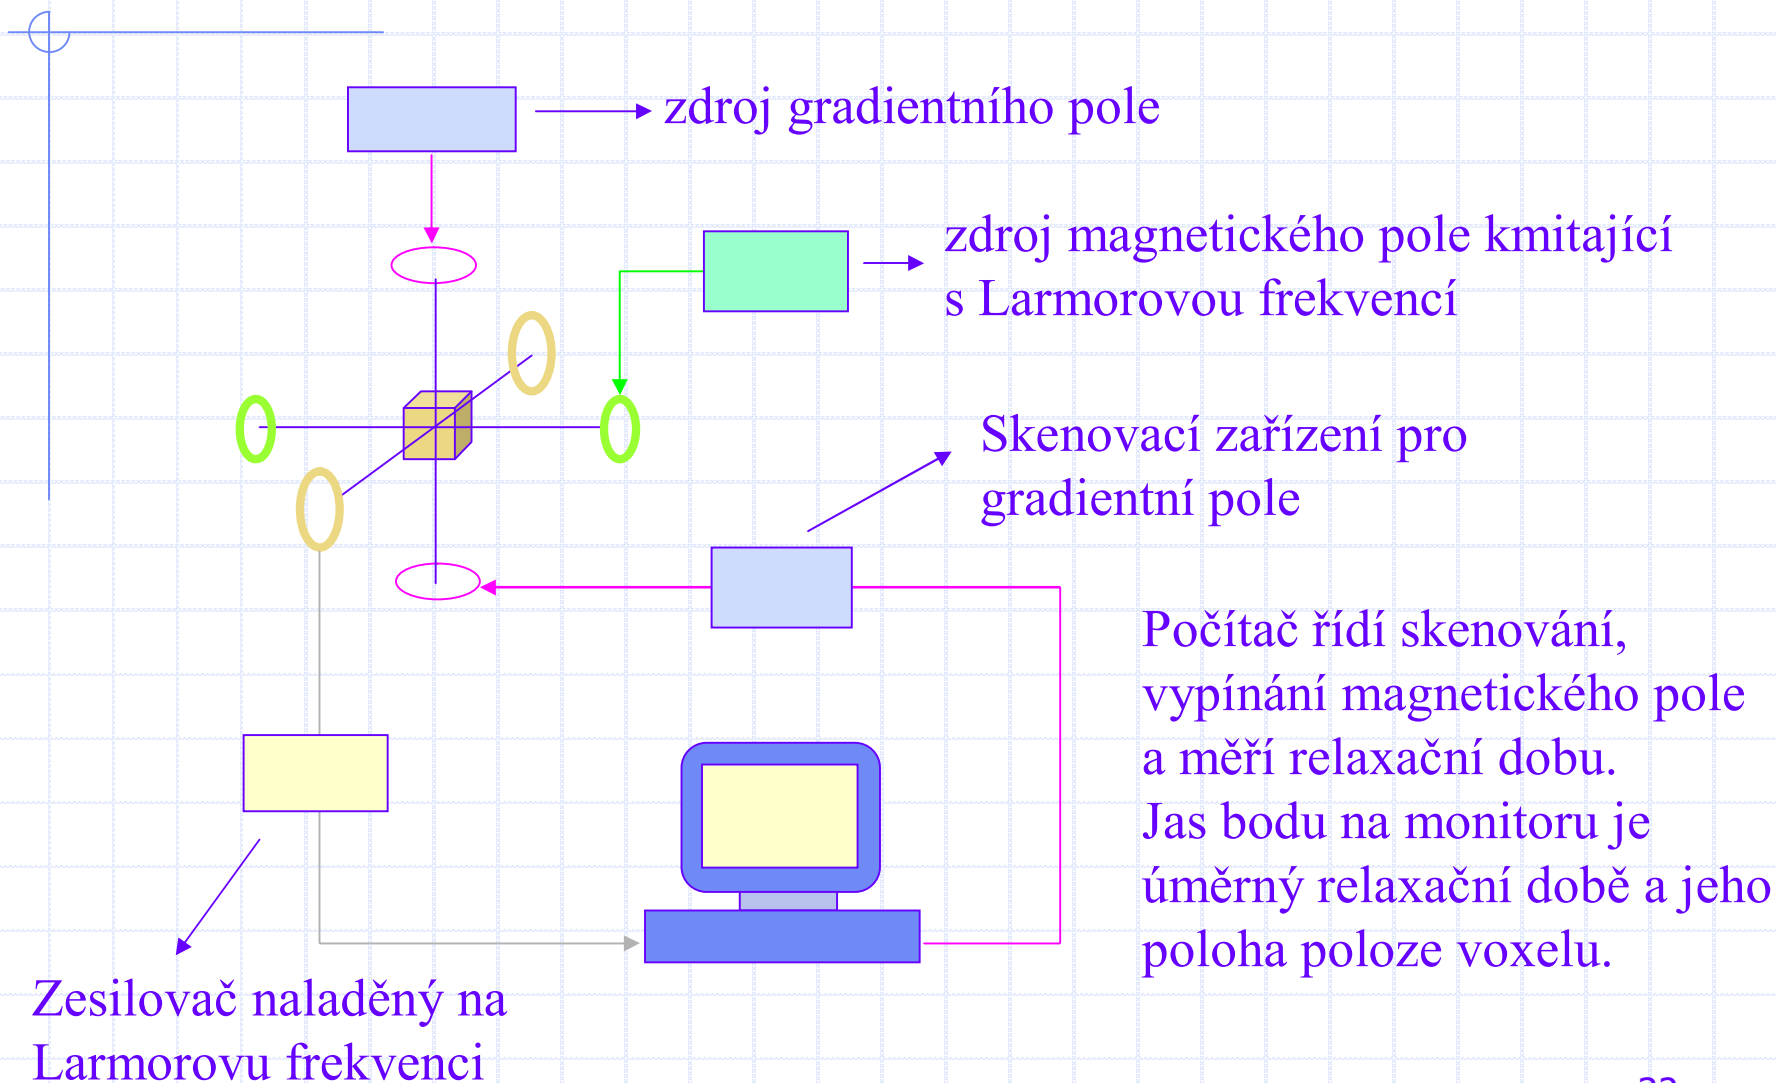 zdroj gradientního pole
zdroj magnetického pole kmitající
s Larmorovou frekvencí
Skenovací zařízení pro
gradientní pole
Počítač řídí skenování,
vypínání magnetického pole
a měří relaxační dobu.
Jas bodu na monitoru je
úměrný relaxační době a jeho
poloha poloze voxelu.
Zesilovač naladěný na
Larmorovu frekvenci